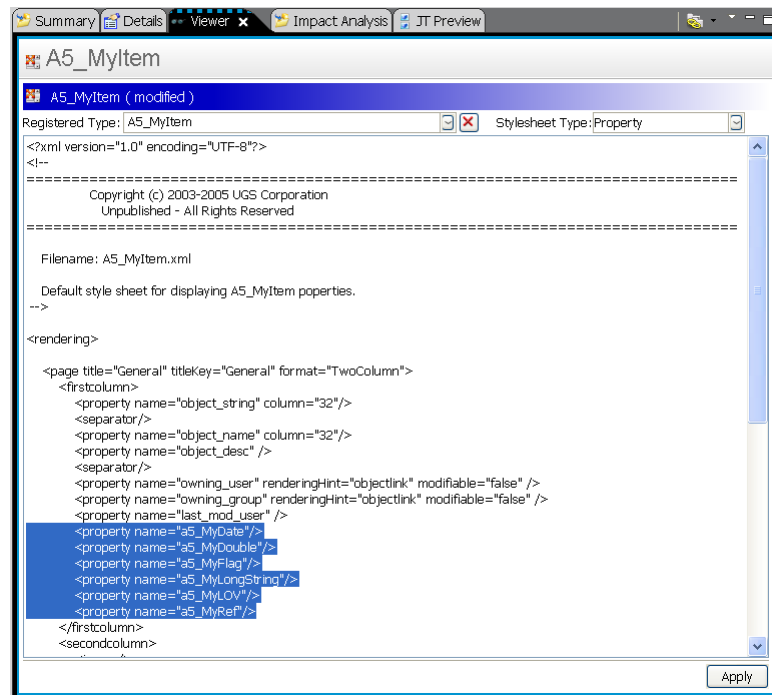 Summary Details Viewer Impact Analysis JT Preview
A5_MyItem
A5_MyItem ( modified )
Registered Type: A5_MyItem Stylesheet Type: Property
<?xml version="1.0" encoding="UTF-8"?>
<!--
===============================================================================
Copyright (c) 2003-2005 UGS Corporation
Unpublished - All Rights Reserved
===============================================================================
Filename: A5_MyItem.xml
Default style sheet for displaying A5_MyItem poperties.
-->
<rendering>
<page title="General" titleKey="General" format="TwoColumn">
<firstcolumn>
<property name="object_string" column="32"/>
<separator/>
<property name="object_name" column="32"/>
<property name="object_desc" />
<separator/>
<property name="owning_user" renderingHint="objectlink" modifiable="false" />
<property name="owning_group" renderingHint="objectlink" modifiable="false" />
<property name="last_mod_user" />
<property name="a5_MyDate"/>
<property name="a5_MyDouble"/>
<property name="a5_MyFlag"/>
<property name="a5_MyLongString"/>
<property name="a5_MyLOV"/>
<property name="a5_MyRef"/>
</firstcolumn>
<secondcolumn>
Apply